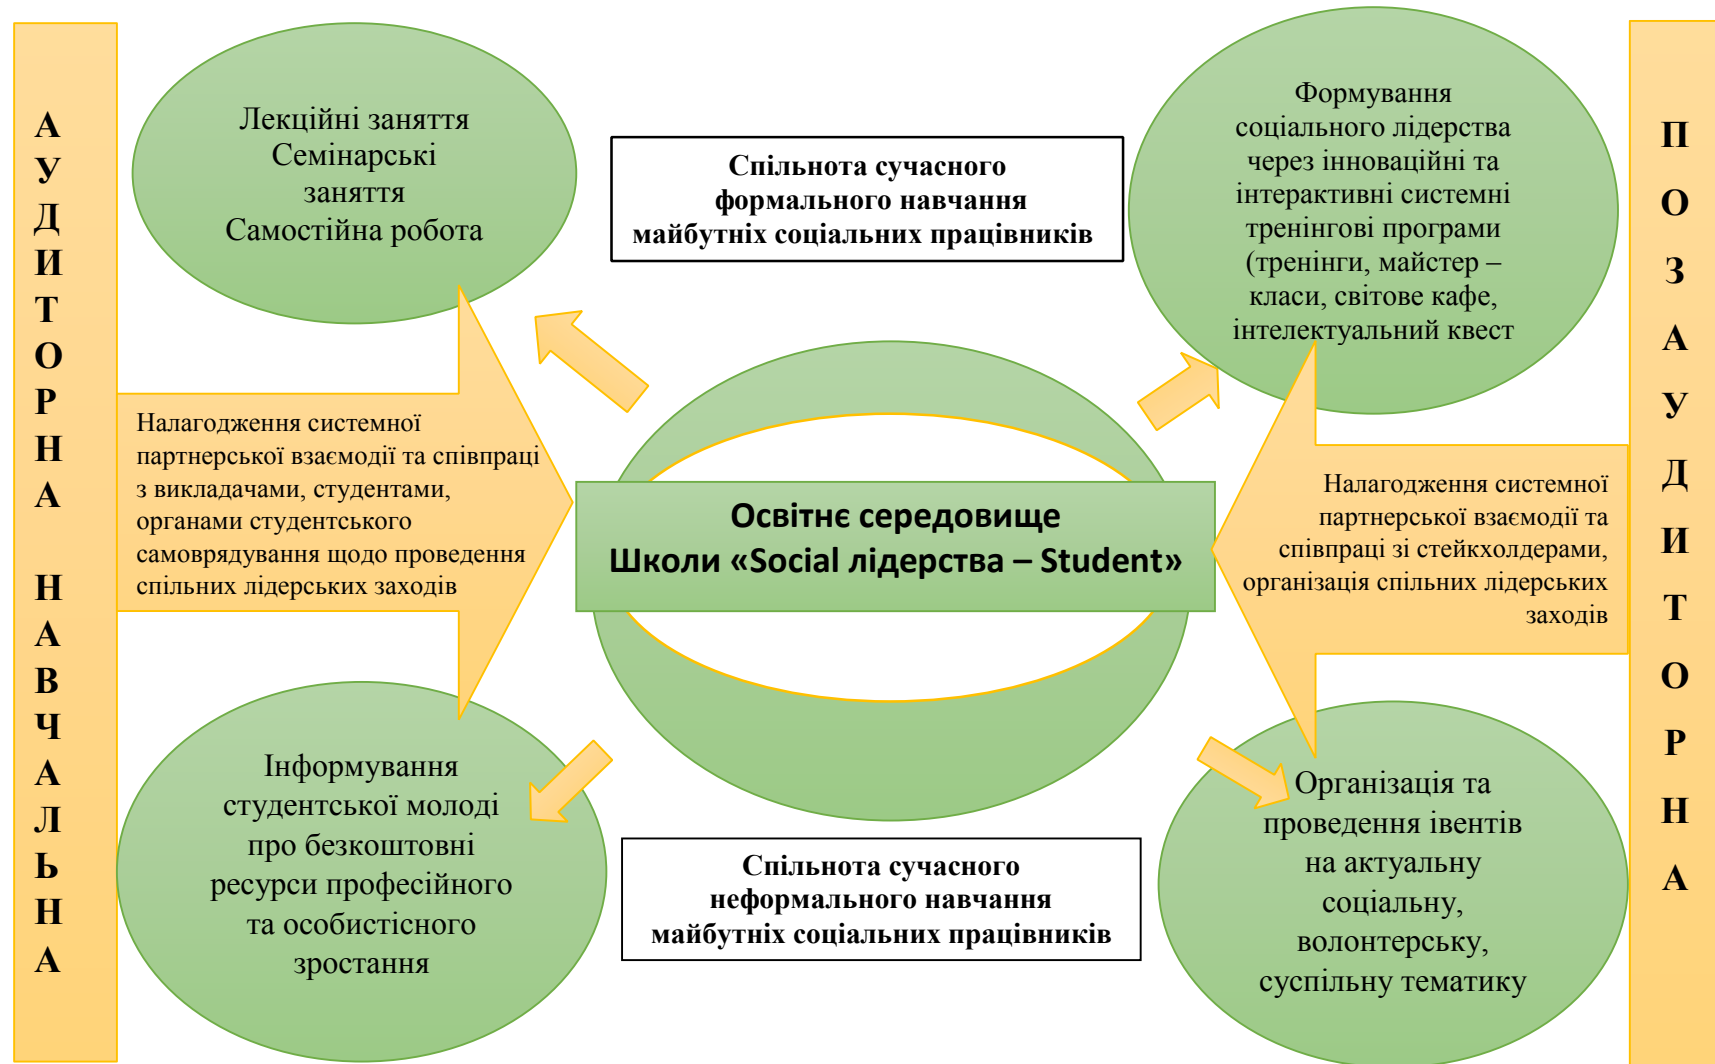 АУДИТОРНА НАВЧАЛЬНА
Лекційні заняття
Семінарські
заняття
Самостійна робота
Спільнота сучасного
формального навчання
майбутніх соціальних працівників
Формування
соціального лідерства
через інноваційні та
інтерактивні системні
тренінгові програми
(тренінги, майстер –
класи, світове кафе,
інтелектуальний квест
ПОЗАУДИТОРНА
Налагодження системної
партнерської взаємодії та співпраці
з викладачами, студентами,
органами студентського
самоврядування щодо проведення
спільних лідерських заходів
Освітнє середовище
Школи «Social лідерства – Student»
Налагодження системної
партнерської взаємодії та
співпраці зі стейкхолдерами,
організація спільних лідерських
заходів
Інформування
студентської молоді
про безкоштовні
ресурси професійного
та особистісного
зростання
Спільнота сучасного
неформального навчання
майбутніх соціальних працівників
Організація та
проведення івентів
на актуальну
соціальну,
волонтерську,
суспільну тематику